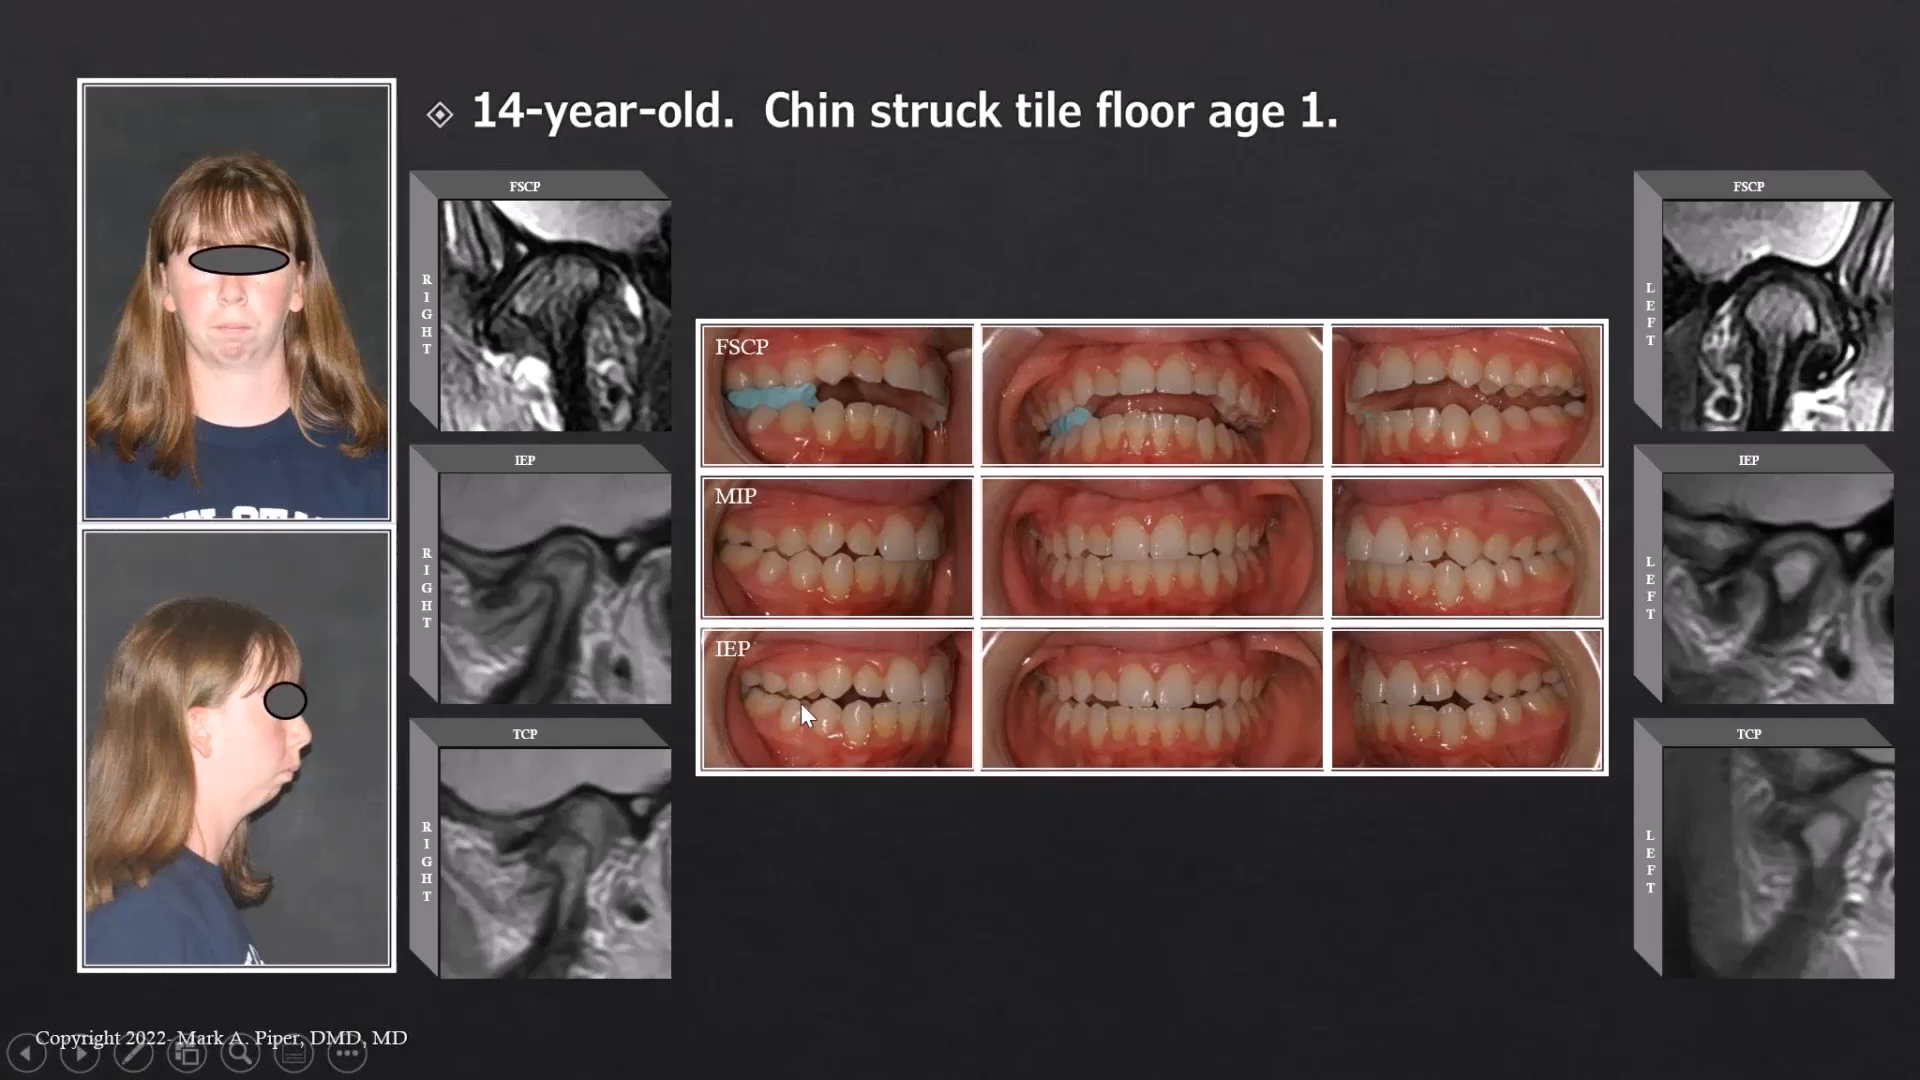 14-year-old. Chin struck tile floor age 1.
FSCP
RIGHT
IEP
RIGHT
TCP
RIGHT
FSCP
MIP
IEP
FSCP
LEFT
IEP
LEFT
TCP
LEFT
Copyright 2022- Mark A. Piper, DMD, MD